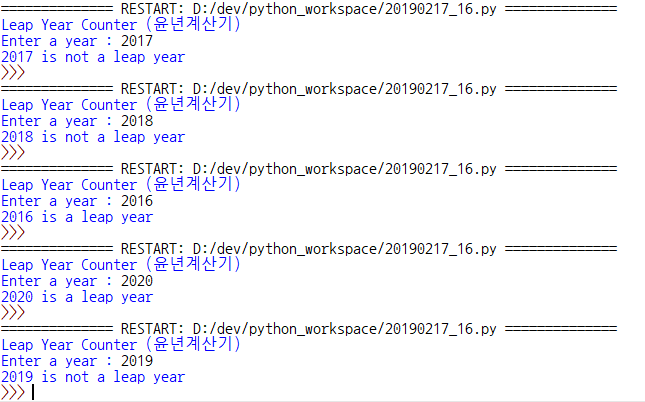 ============== RESTART: D:/dev/python_workspace/20190217_16.py ==============
Leap Year Counter (윤년계산기)
Enter a year : 2017
2017 is not a leap year
>>>
============== RESTART: D:/dev/python_workspace/20190217_16.py ==============
Leap Year Counter (윤년계산기)
Enter a year : 2018
2018 is not a leap year
>>>
============== RESTART: D:/dev/python_workspace/20190217_16.py ==============
Leap Year Counter (윤년계산기)
Enter a year : 2016
2016 is a leap year
>>>
============== RESTART: D:/dev/python_workspace/20190217_16.py ==============
Leap Year Counter (윤년계산기)
Enter a year : 2020
2020 is a leap year
>>>
============== RESTART: D:/dev/python_workspace/20190217_16.py ==============
Leap Year Counter (윤년계산기)
Enter a year : 2019
2019 is not a leap year
>>>